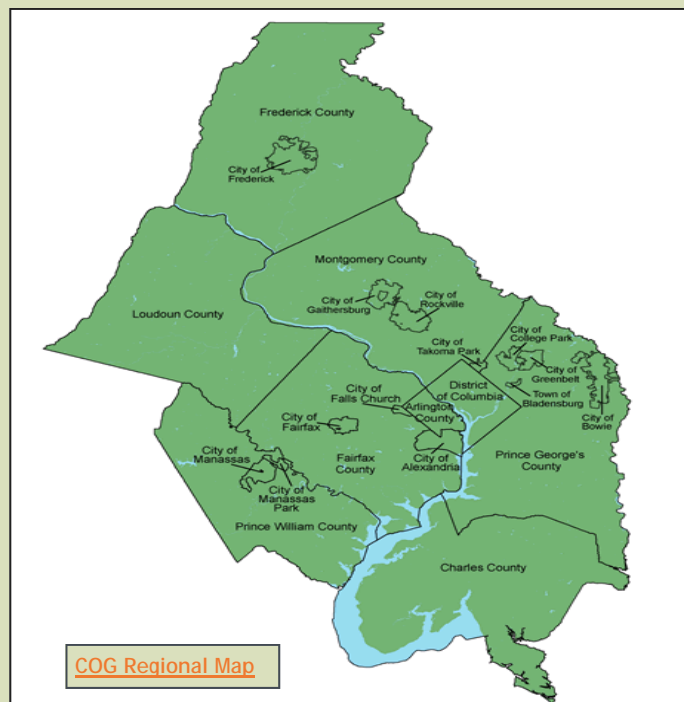 Frederick County
City of
Frederick
Montgomery County
City of
Gaithersburg
City of
Rockville
Loudoun County
City of
College Park
City of
Takoma Park
City of
Greenbelt
District
of Columbia
Town of
Bladensburg
City of
Falls Church
Arlington
County
City of
Bowie
City of
Fairfax
City of
Manassas
Fairfax
County
City of
Alexandria
Prince George's
County
City of
Manassas
Park
Prince William County
Charles County
COG Regional Map